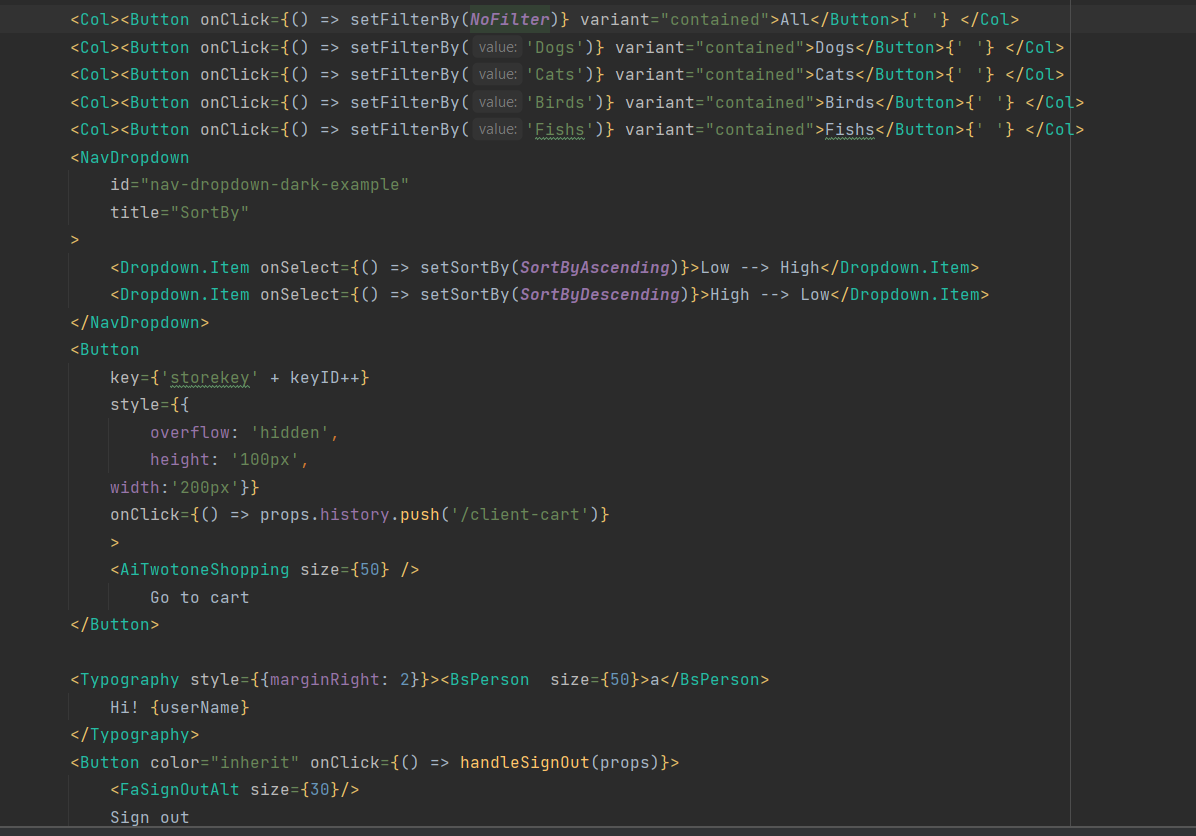 <Col><Button onClick={() => setFilterBy(NoFilter)} variant="contained">All</Button>{' '} </Col>
<Col><Button onClick={() => setFilterBy( value: 'Dogs')} variant="contained">Dogs</Button>{' '} </Col>
<Col><Button onClick={() => setFilterBy( value: 'Cats')} variant="contained">Cats</Button>{' '} </Col>
<Col><Button onClick={() => setFilterBy( value: 'Birds')} variant="contained">Birds</Button>{' '} </Col>
<Col><Button onClick={() => setFilterBy( value: 'Fishs')} variant="contained">Fishs</Button>{' '} </Col>
<NavDropdown
    id="nav-dropdown-dark-example"
    title="SortBy"
>
    <Dropdown.Item onSelect={() => setSortBy(SortByAscending)}>Low --> High</Dropdown.Item>
    <Dropdown.Item onSelect={() => setSortBy(SortByDescending)}>High --> Low</Dropdown.Item>
</NavDropdown>
<Button
    key={'storekey' + keyID++}
    style={{
        overflow: 'hidden',
        height: '100px',
    width:'200px'}}
    onClick={() => props.history.push('/client-cart')}
    >
    <AiTwotoneShopping size={50} />
        Go to cart
</Button>

<Typography style={{marginRight: 2}}><BsPerson  size={50}>a</BsPerson>
    Hi! {userName}
</Typography>
<Button color="inherit" onClick={() => handleSignOut(props)}>
    <FaSignOutAlt size={30}/>
    Sign out